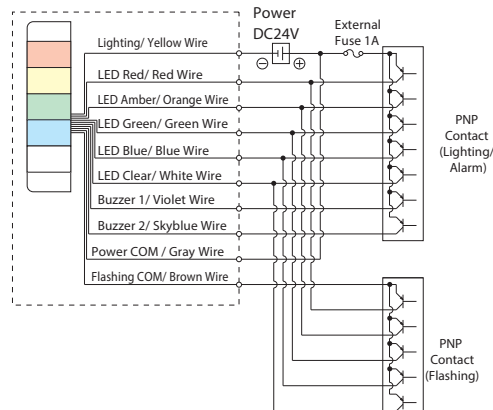 Power
DC24V
External
Fuse 1A
Lighting/ Yellow Wire
LED Red/ Red Wire
LED Amber/ Orange Wire
LED Green/ Green Wire
LED Blue/ Blue Wire
LED Clear/ White Wire
Buzzer 1/ Violet Wire
Buzzer 2/ Skyblue Wire
Power COM / Gray Wire
Flashing COM/ Brown Wire
PNP
Contact
(Lighting/
Alarm)
PNP
Contact
(Flashing)